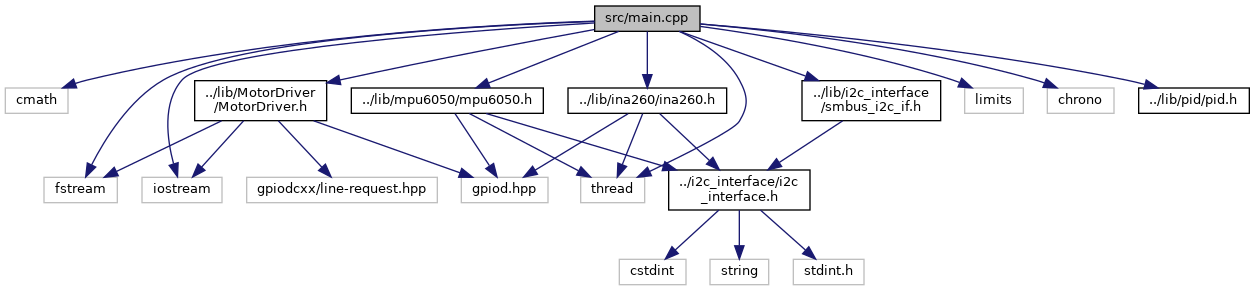 src/main.cpp
cmath
../lib/MotorDriver
/MotorDriver.h
../lib/mpu6050/mpu6050.h
../lib/ina260/ina260.h
../lib/i2c_interface
/smbus_i2c_if.h
limits
chrono
../lib/pid/pid.h
fstream
iostream
gpiodcxx/line-request.hpp
gpiod.hpp
thread
../i2c_interface/i2c
_interface.h
cstdint
string
stdint.h